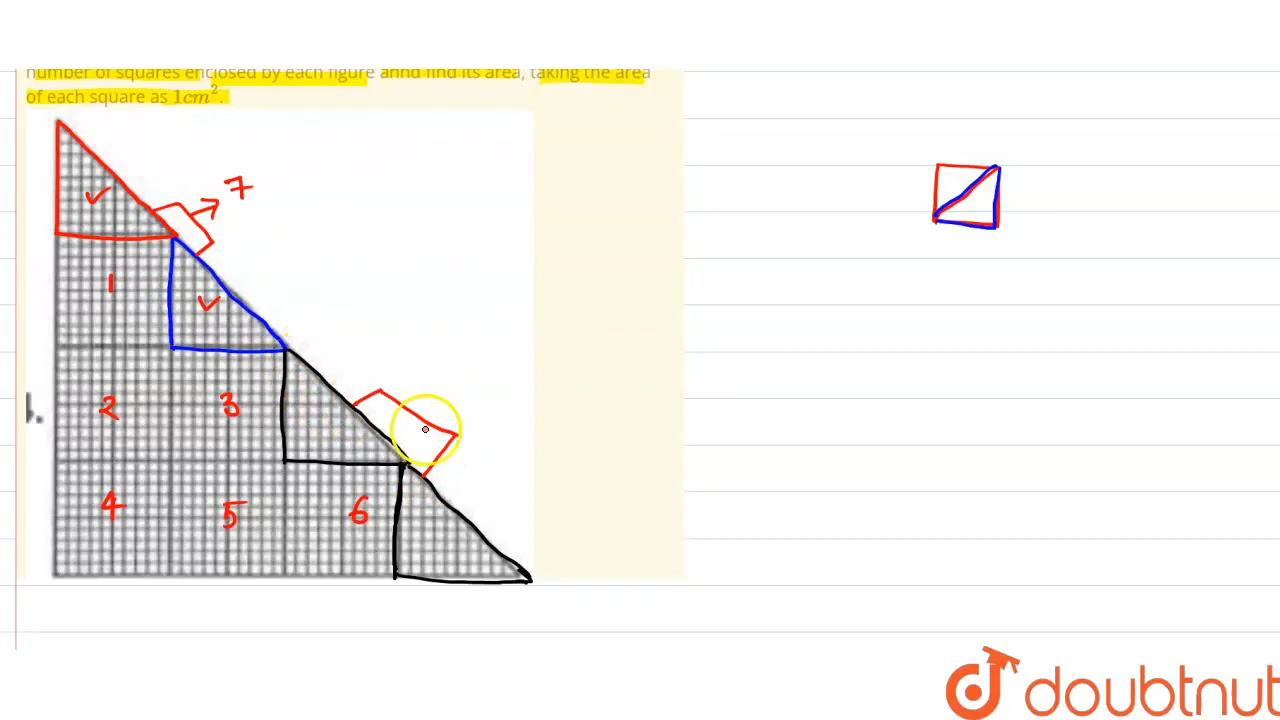 number of squares enclosed by each figure annd find its area, taking the area
of each square as 1cm².
7
1
2 3
4 5 6
doubtnut